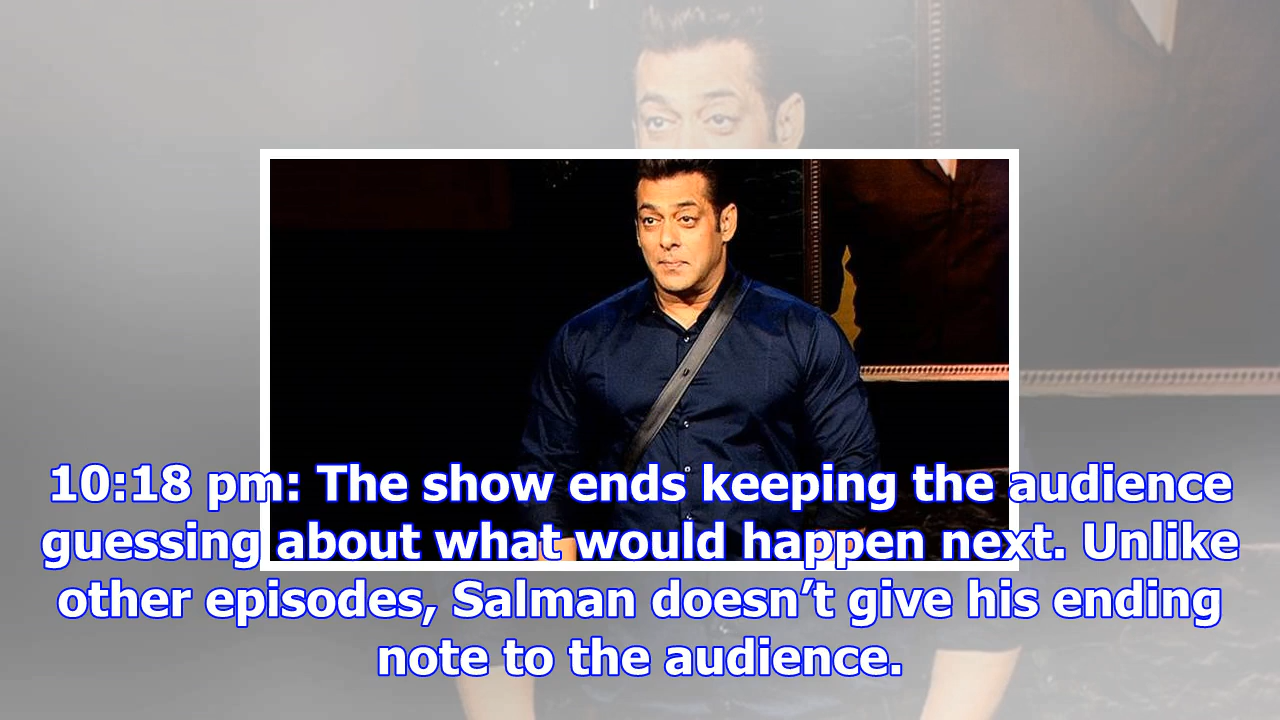 10:18 pm: The show ends keeping the audience
guessing about what would happen next. Unlike
other episodes, Salman doesn’t give his ending
note to the audience.